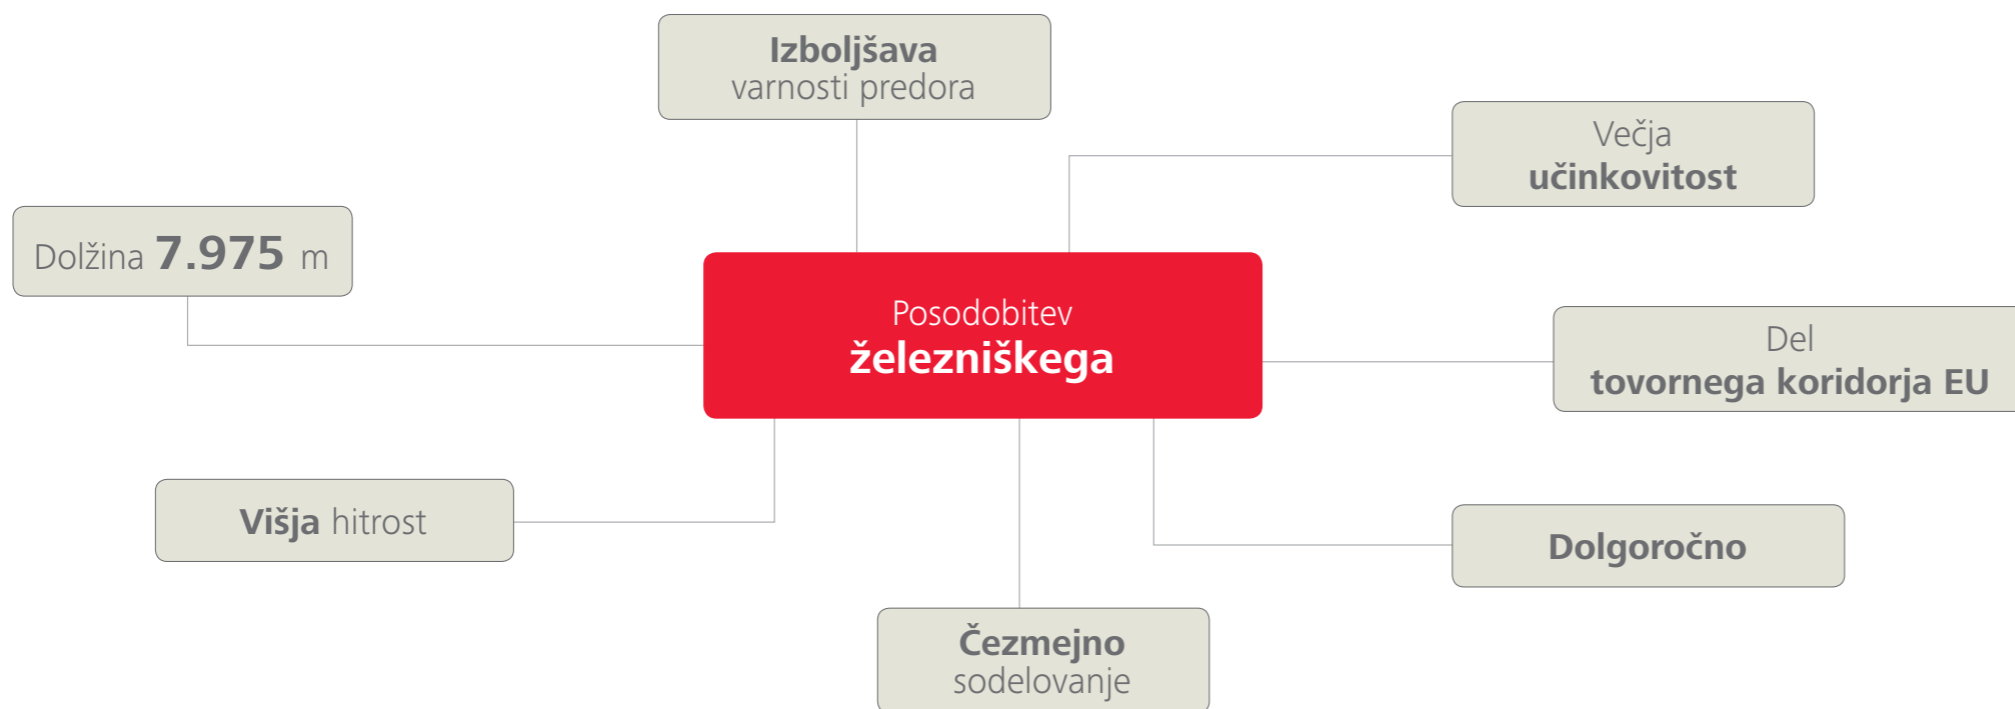 Izboljšava
varnosti predora
Večja
učinkovitost
Dolžina 7.975 m
Posodobitev
železniškega
Del
tovornega koridorja EU
Višja hitrost
Dolgoročno
Čezmejno
sodelovanje